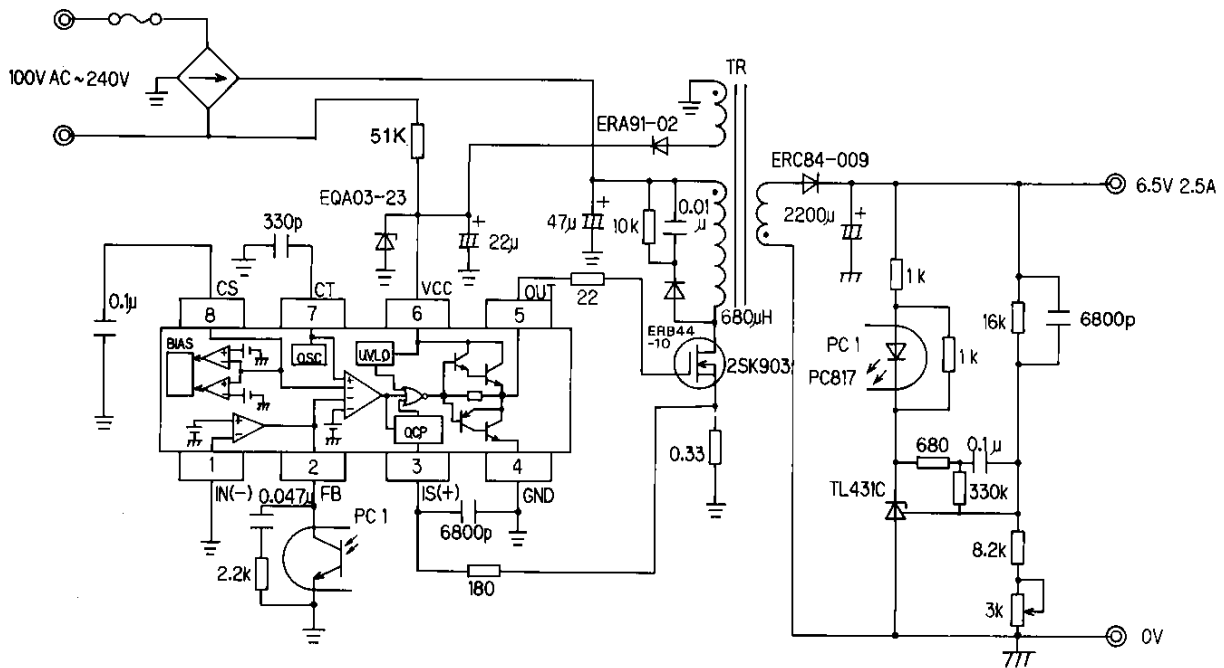 100V AC ~ 240V
TR
ERA91-02
51K
EQA03-23
330p
22μ
47μ
10k
0.01
μ
ERC84-009
2200μ
6.5V 2.5A
1k
16k
6800p
0.1μ
CS
CT
VCC
OUT
22
680μH
ERB44
-10
8
7
6
5
BIAS
OSC
UVLO
OCP
2SK903
PC1
PC817
1k
0.33
680
0.1μ
330k
TL431C
1
2
3
4
IN(-)
FB
IS(+)
GND
0.047μ
PC1
6800p
2.2k
180
8.2k
3k
0V